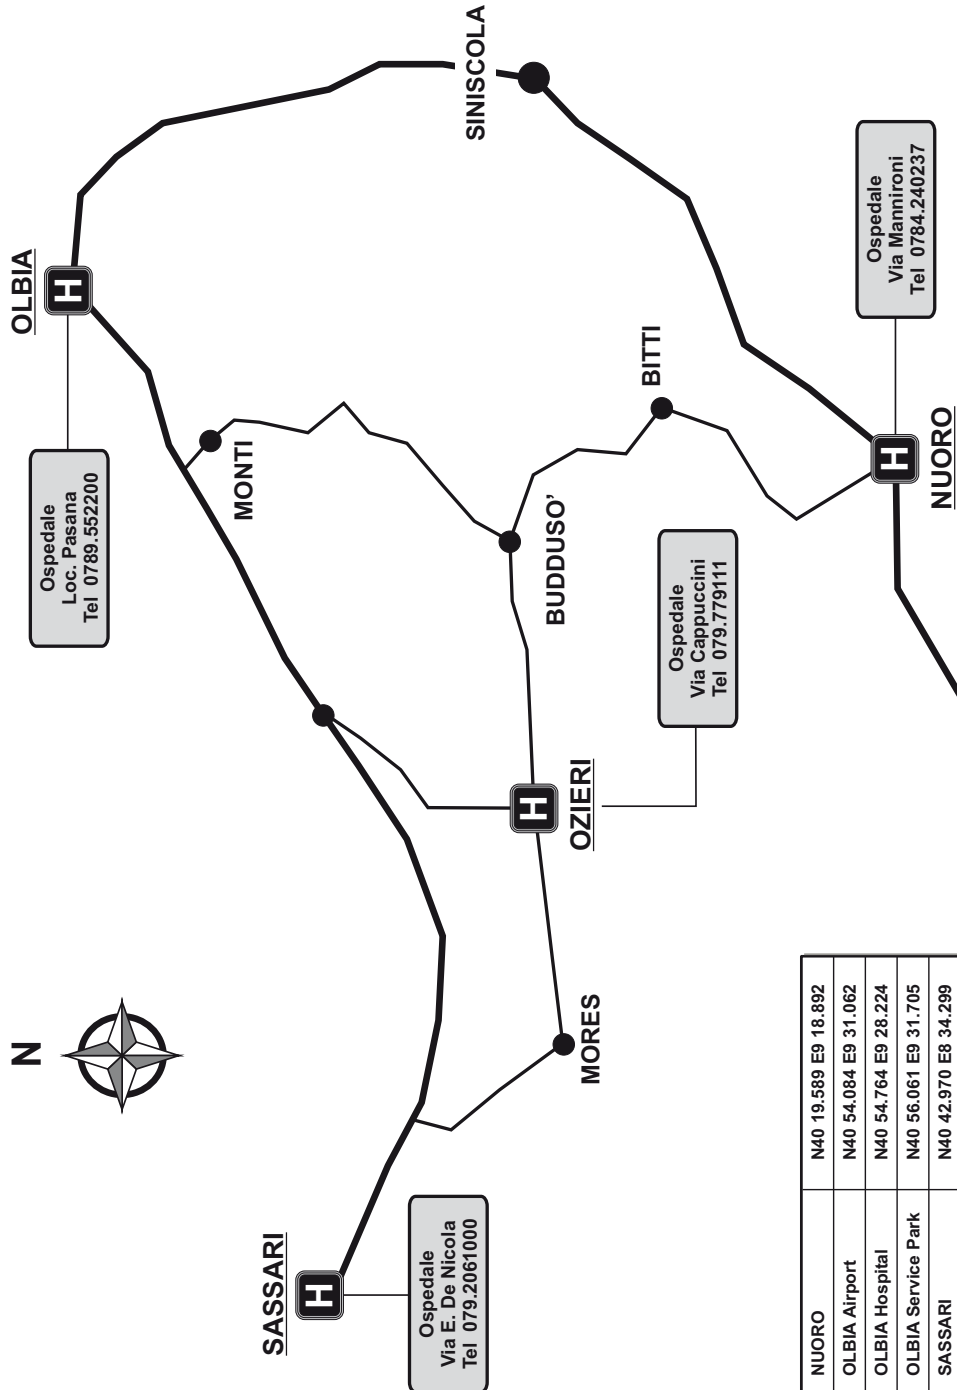 N
OLBIA
H
Ospedale
Loc. Pasana
Tel 0789.552200
SASSARI
H
Ospedale
Via E. De Nicola
Tel 079.2061000
MONTI
SINISCOLA
BUDDUSO’
OZIERI
H
Ospedale
Via Cappuccini
Tel 079.779111
MORES
BITTI
NUORO
H
Ospedale
Via Mannironi
Tel 0784.240237
NUORO N40 19.589 E9 18.892
OLBIA Airport N40 54.084 E9 31.062
OLBIA Hospital N40 54.764 E9 28.224
OLBIA Service Park N40 56.061 E9 31.705
SASSARI N40 42.970 E8 34.299